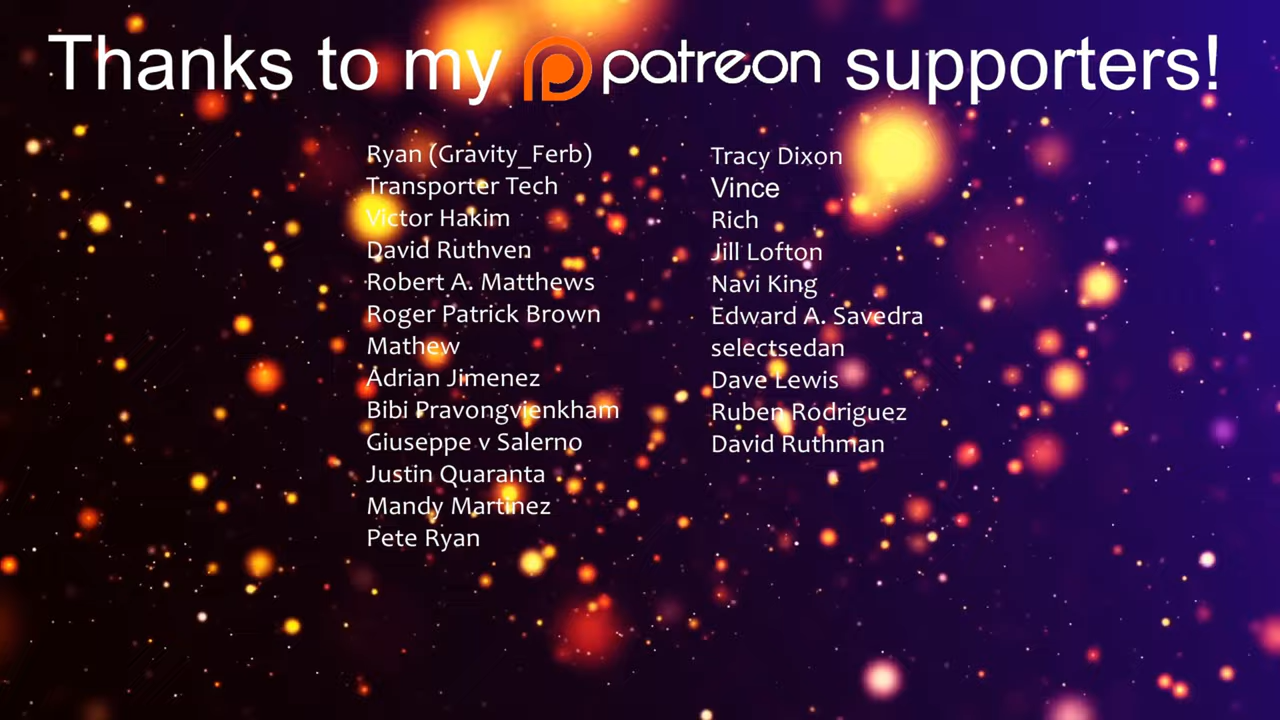 Thanks to my patreon supporters!
Ryan (Gravity_Ferb)
Transporter Tech
Victor Hakim
David Ruthven
Robert A. Matthews
Roger Patrick Brown
Mathew
Adrian Jimenez
Bibi Pravongvienkham
Giuseppe v Salerno
Justin Quaranta
Mandy Martinez
Pete Ryan
Tracy Dixon
Vince
Rich
Jill Lofton
Navi King
Edward A. Savedra
selectsedan
Dave Lewis
Ruben Rodriguez
David Ruthman